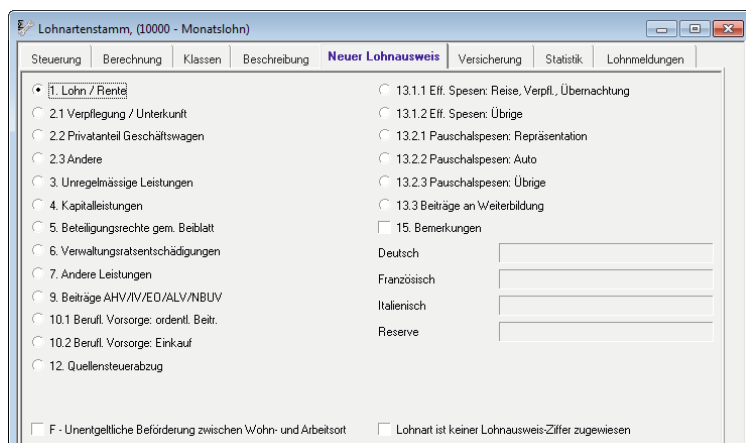 Lohnartenstamm, (10000 - Monatslohn)
Steuerung Berechnung Klassen Beschreibung Neuer Lohnausweis Versicherung Statistik Lohnmeldungen
1. Lohn / Rente
2.1 Verpflegung / Unterkunft
2.2 Privatanteil Geschäftswagen
2.3 Andere
3. Unregelmässige Leistungen
4. Kapitalleistungen
5. Beteiligungsrechte gem. Beiblatt
6. Verwaltungsratsentschädigungen
7. Andere Leistungen
9. Beiträge AHV/IV/EO/ALV/NBUV
10.1 Berufl. Vorsorge: ordentl. Beitr.
10.2 Berufl. Vorsorge: Einkauf
12. Quellensteuerabzug
13.1.1 Eff. Spesen: Reise, Verpfl., Übernachtung
13.1.2 Eff. Spesen: Übrige
13.2.1 Pauschalspesen: Repräsentation
13.2.2 Pauschalspesen: Auto
13.2.3 Pauschalspesen: Übrige
13.3 Beiträge an Weiterbildung
15. Bemerkungen
Deutsch
Französisch
Italienisch
Reserve
F - Unentgeltliche Beförderung zwischen Wohn- und Arbeitsort
Lohnart ist keiner Lohnausweis-Ziffer zugewiesen